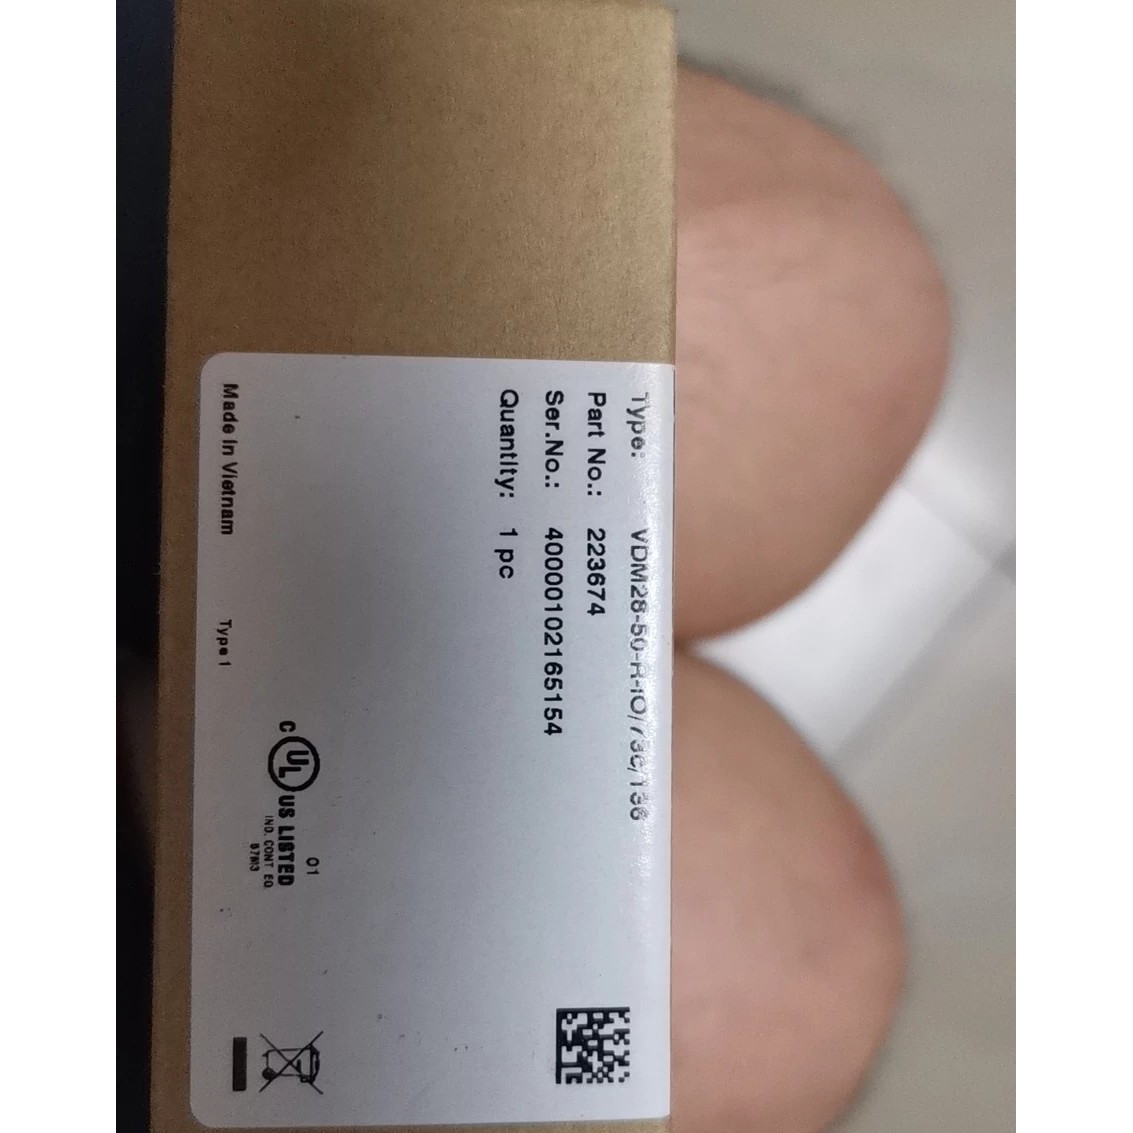 Type: VDM28-50-R-IO/73c/136
Part No.: 223674
Ser.No.: 40000102165154
Quantity: 1 pc
01
C UL US LISTED
IND. CONT. EQ.
57M3
Made in Vietnam Type 1